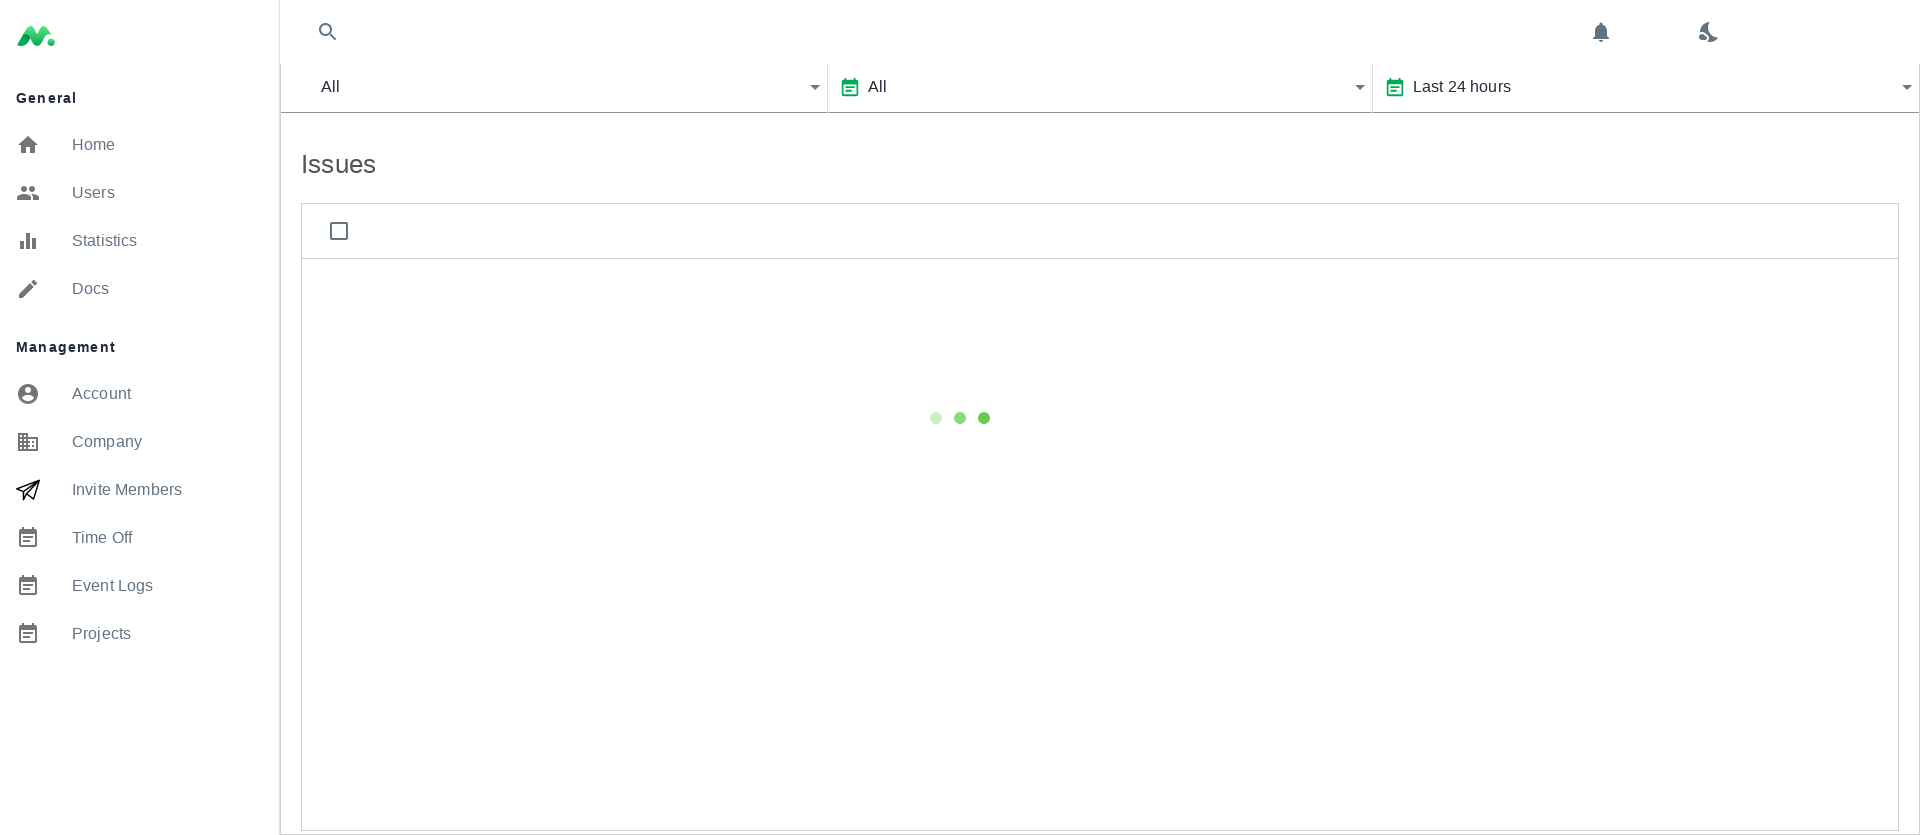 General
Home
Users
Statistics
Docs
Management
Account
Company
Invite Members
Time Off
Event Logs
Projects
All
All
Last 24 hours
Issues